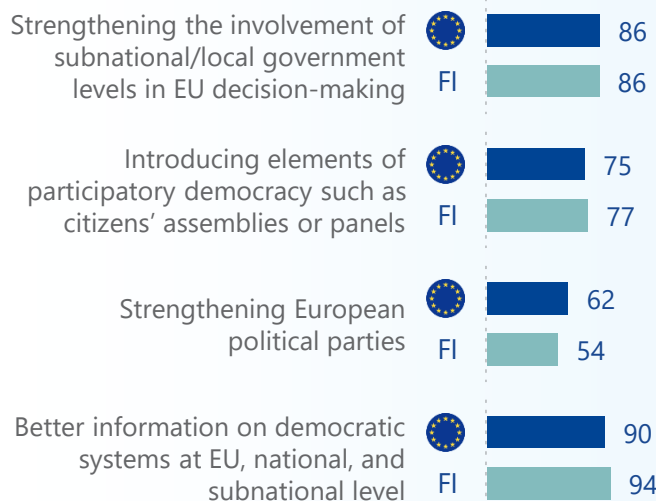 Strengthening the involvement of
subnational/local government
levels in EU decision-making
86
FI 86
Introducing elements of
participatory democracy such as
citizens’ assemblies or panels
75
FI 77
Strengthening European
political parties
62
FI 54
Better information on democratic
systems at EU, national, and
subnational level
90
FI 94